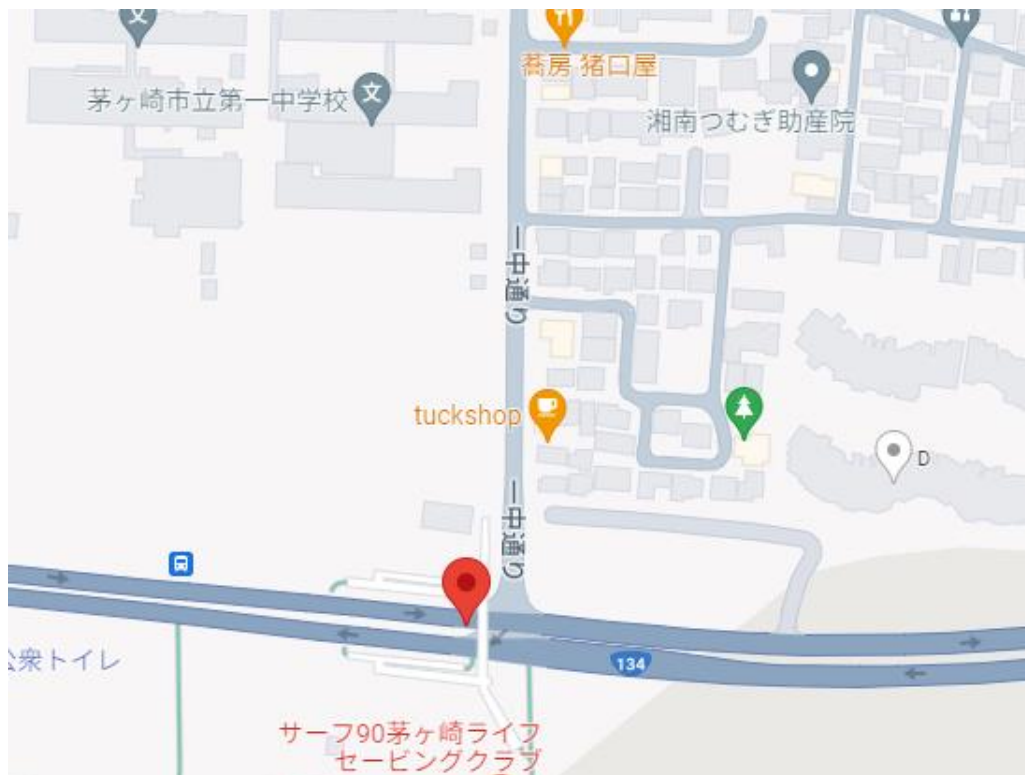 文
蕎房 猪口屋
茅ヶ崎市立第一中学校
文
湘南つむぎ助産院
一中通り
tuckshop
D
一中通り
公衆トイレ
134
サーフ90茅ヶ崎ライフ
セービングクラブ